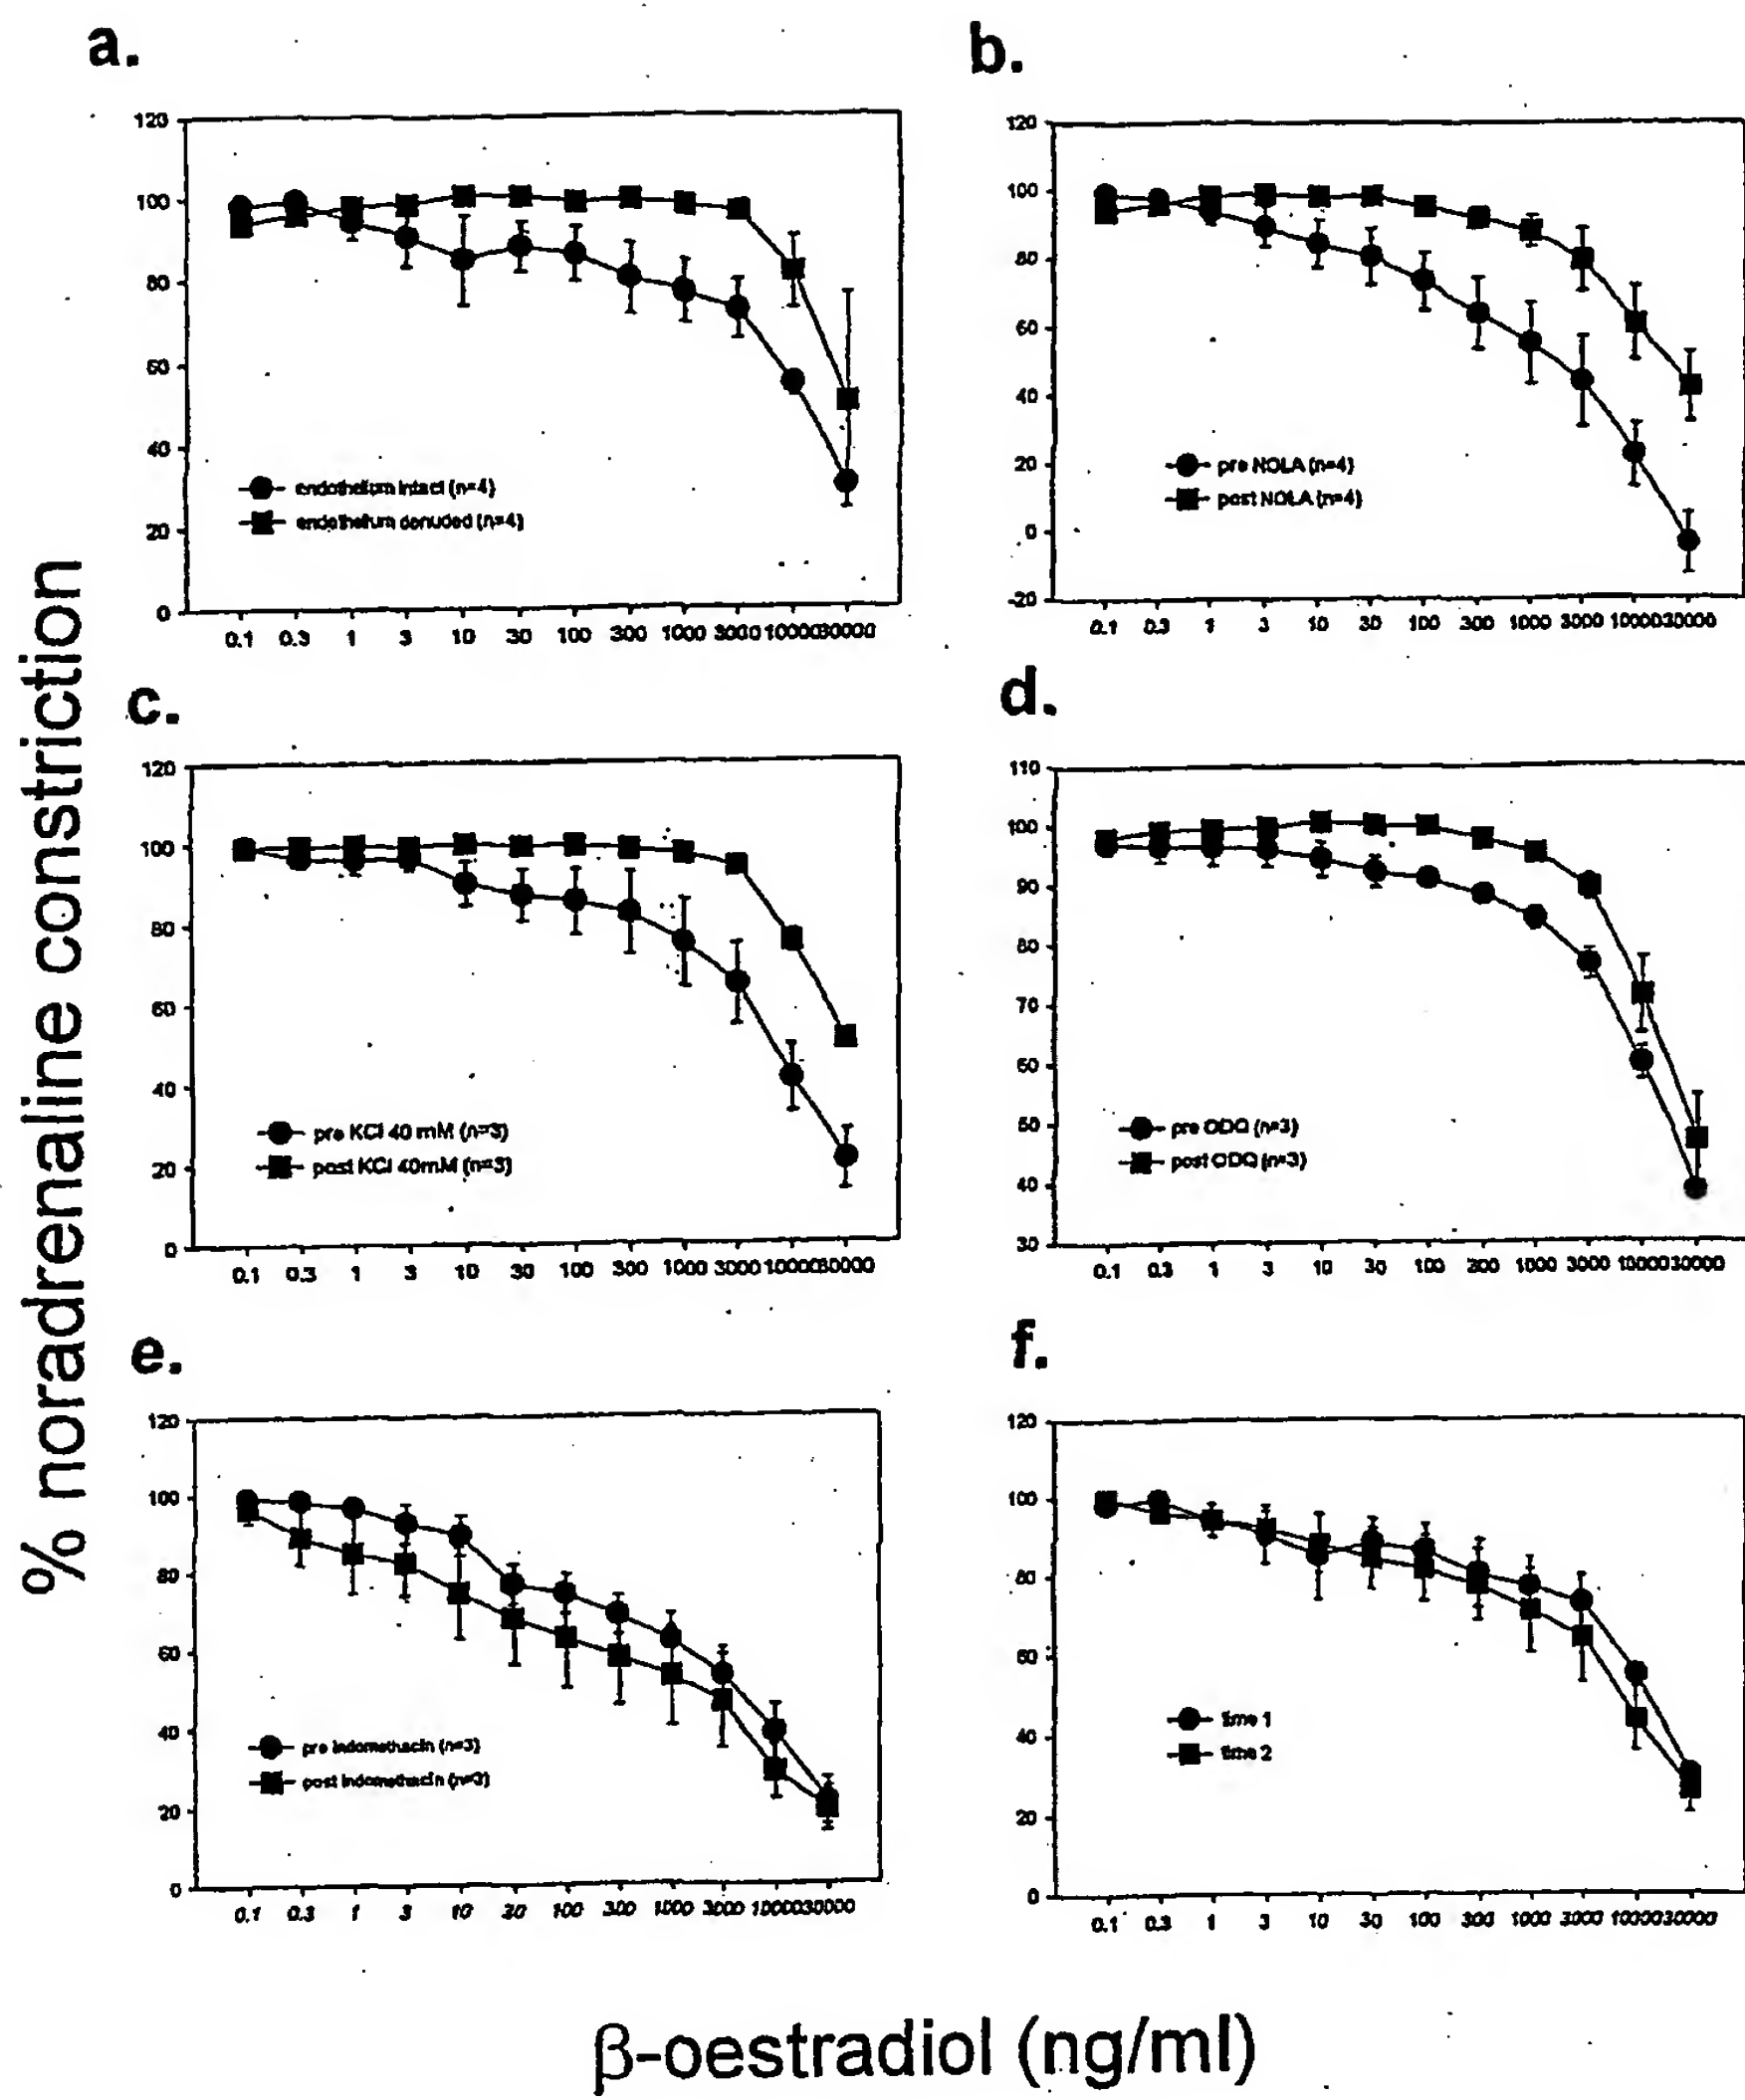 a.
120
100
80
60
40
20
0
endothelium intact (n=4)
endothelium denuded (n=4)
0.1 0.3 1 3 10 30 100 300 1000 3000 10000 30000
b.
120
100
80
60
40
20
0
-20
pre NOLA (n=4)
post NOLA (n=4)
0.1 0.3 1 3 10 30 100 300 1000 3000 10000 30000
c.
120
100
80
60
40
20
0
pre KCl 40 mM (n=3)
post KCl 40mM (n=3)
0.1 0.3 1 3 10 30 100 300 1000 3000 10000 30000
d.
110
100
90
80
70
60
50
40
30
pre ODQ (n=3)
post ODQ (n=3)
0.1 0.3 1 3 10 30 100 300 1000 3000 10000 30000
e.
120
100
80
60
40
20
0
pre indomethacin (n=3)
post indomethacin (n=3)
0.1 0.3 1 3 10 30 100 300 1000 3000 10000 30000
f.
120
100
80
60
40
20
0
time 1
time 2
0.1 0.3 1 3 10 30 100 300 1000 3000 10000 30000
% noradrenaline constriction
β-oestradiol (ng/ml)